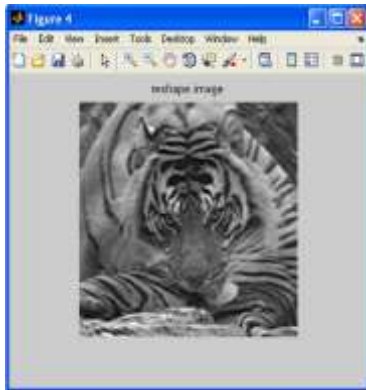 Figure 4
File Edit View Insert Tools Desktop Window Help
reshape image